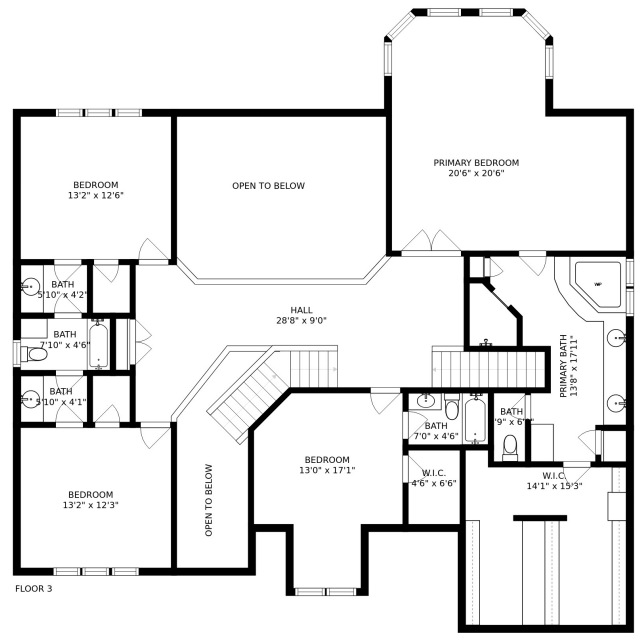 PRIMARY BEDROOM
20'6" x 20'6"
BEDROOM
13'2" x 12'6"
OPEN TO BELOW
BATH
5'10" x 4'2"
WP
HALL
28'8" x 9'0"
BATH
7'10" x 4'6"
PRIMARY BATH
13'8" x 17'11"
BATH
5'10" x 4'1"
BATH
7'0" x 4'6"
BATH
BEDROOM
13'0" x 17'1"
W.I.C.
4'6" x 6'6"
W.I.C.
14'1" x 15'3"
BEDROOM
13'2" x 12'3"
OPEN TO BELOW
FLOOR 3